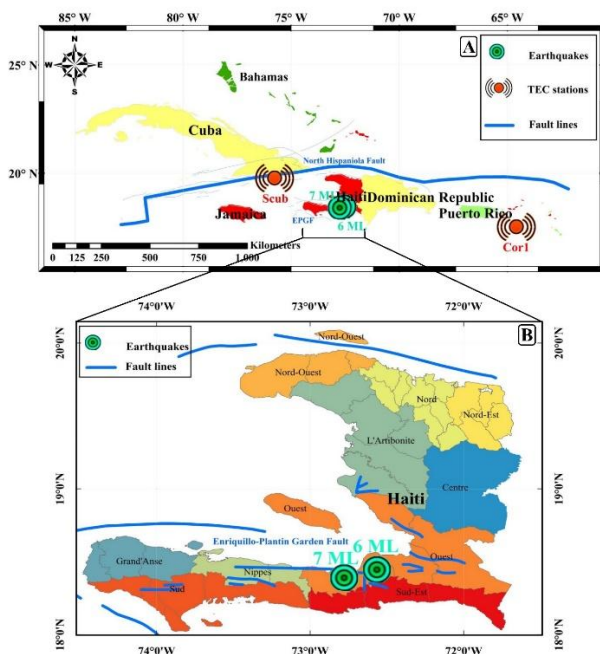 85°W 80°W 75°W 70°W 65°W
N
W E
S
A
Earthquakes
TEC stations
Fault lines
25°N
20° N
Bahamas
Cuba
North Hispaniola Fault
Scub
7 ML
Haiti
Dominican Republic
Jamaica
EPGF
6 ML
Puerto Rico
Cor1
Kilometers
0 125 250 500 750 1,000
74°0'W 73°0'W 72°0'W
B
Earthquakes
Fault lines
20°0'N
19°0'N
18°0'N
Nord-Ouest
Nord-Ouest
Nord
Nord-Est
L'Artibonite
Centre
Haiti
Ouest
Enriquillo-Plantin Garden Fault
7 ML
6 ML
Ouest
Grand'Anse
Nippes
Sud
Sud-Est
74°0'W 73°0'W 72°0'W